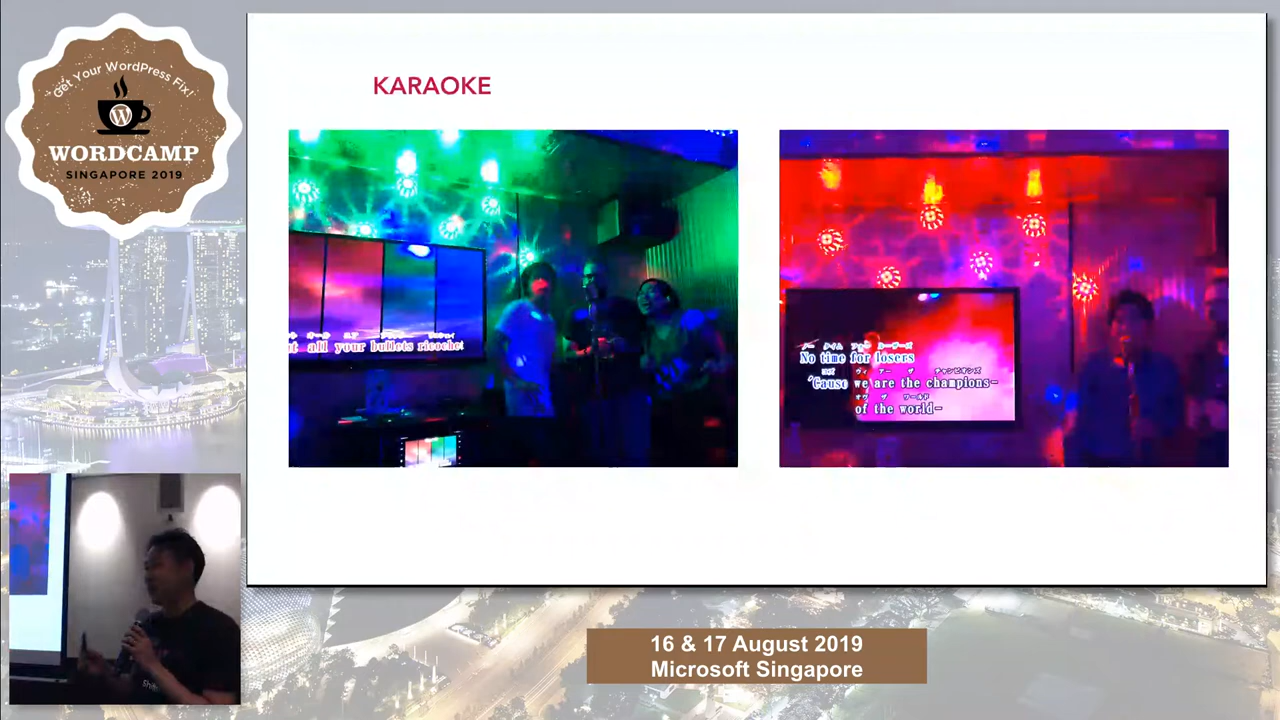 Get Your WordPress Fix!
W
WORDCAMP
SINGAPORE 2019
KARAOKE
all your bullets ricochet
No time for losers
'Cause we are the champions-
of the world-
16 & 17 August 2019
Microsoft Singapore